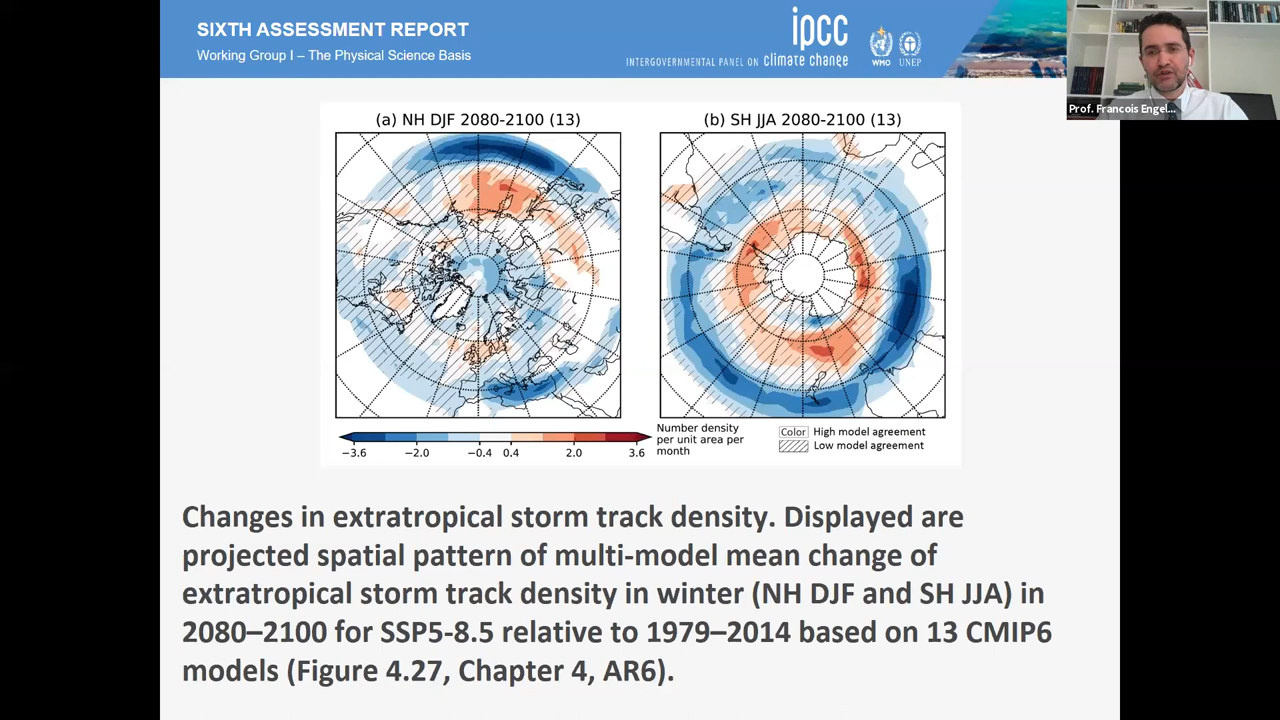 SIXTH ASSESSMENT REPORT
Working Group I – The Physical Science Basis
ipcc
INTERGOVERNMENTAL PANEL ON climate change
WMO
UNEP
Prof. Francois Engel...
(a) NH DJF 2080-2100 (13)
(b) SH JJA 2080-2100 (13)
−3.6 −2.0 −0.4 0.4 2.0 3.6
Number density
per unit area per
month
Color High model agreement
Low model agreement
Changes in extratropical storm track density. Displayed are
projected spatial pattern of multi-model mean change of
extratropical storm track density in winter (NH DJF and SH JJA) in
2080–2100 for SSP5-8.5 relative to 1979–2014 based on 13 CMIP6
models (Figure 4.27, Chapter 4, AR6).